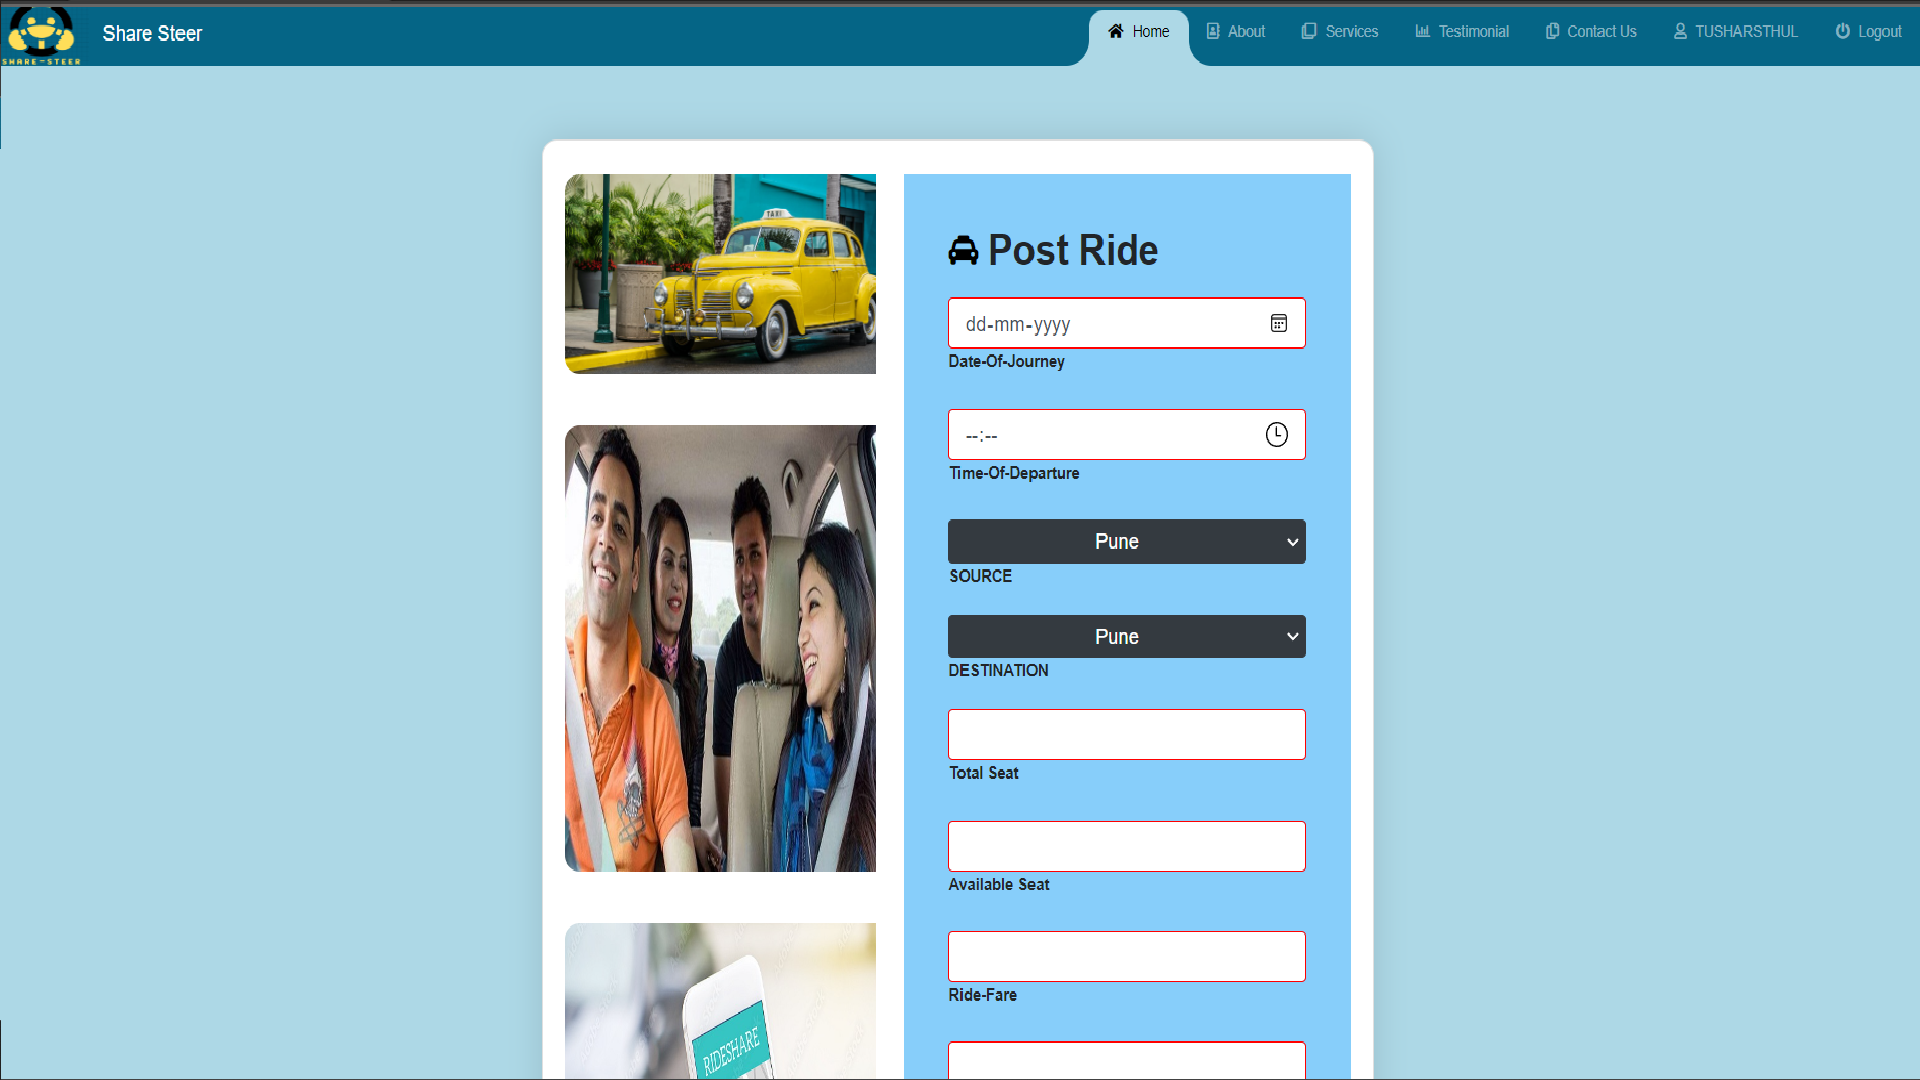 SHARE-STEER
Share Steer
Home
About
Services
Testimonial
Contact Us
TUSHARSTHUL
Logout
TAXI
Post Ride
dd-mm-yyyy
Date-Of-Journey
--:--
Time-Of-Departure
Pune
SOURCE
Pune
DESTINATION
Total Seat
Available Seat
Ride-Fare
RIDESHARE